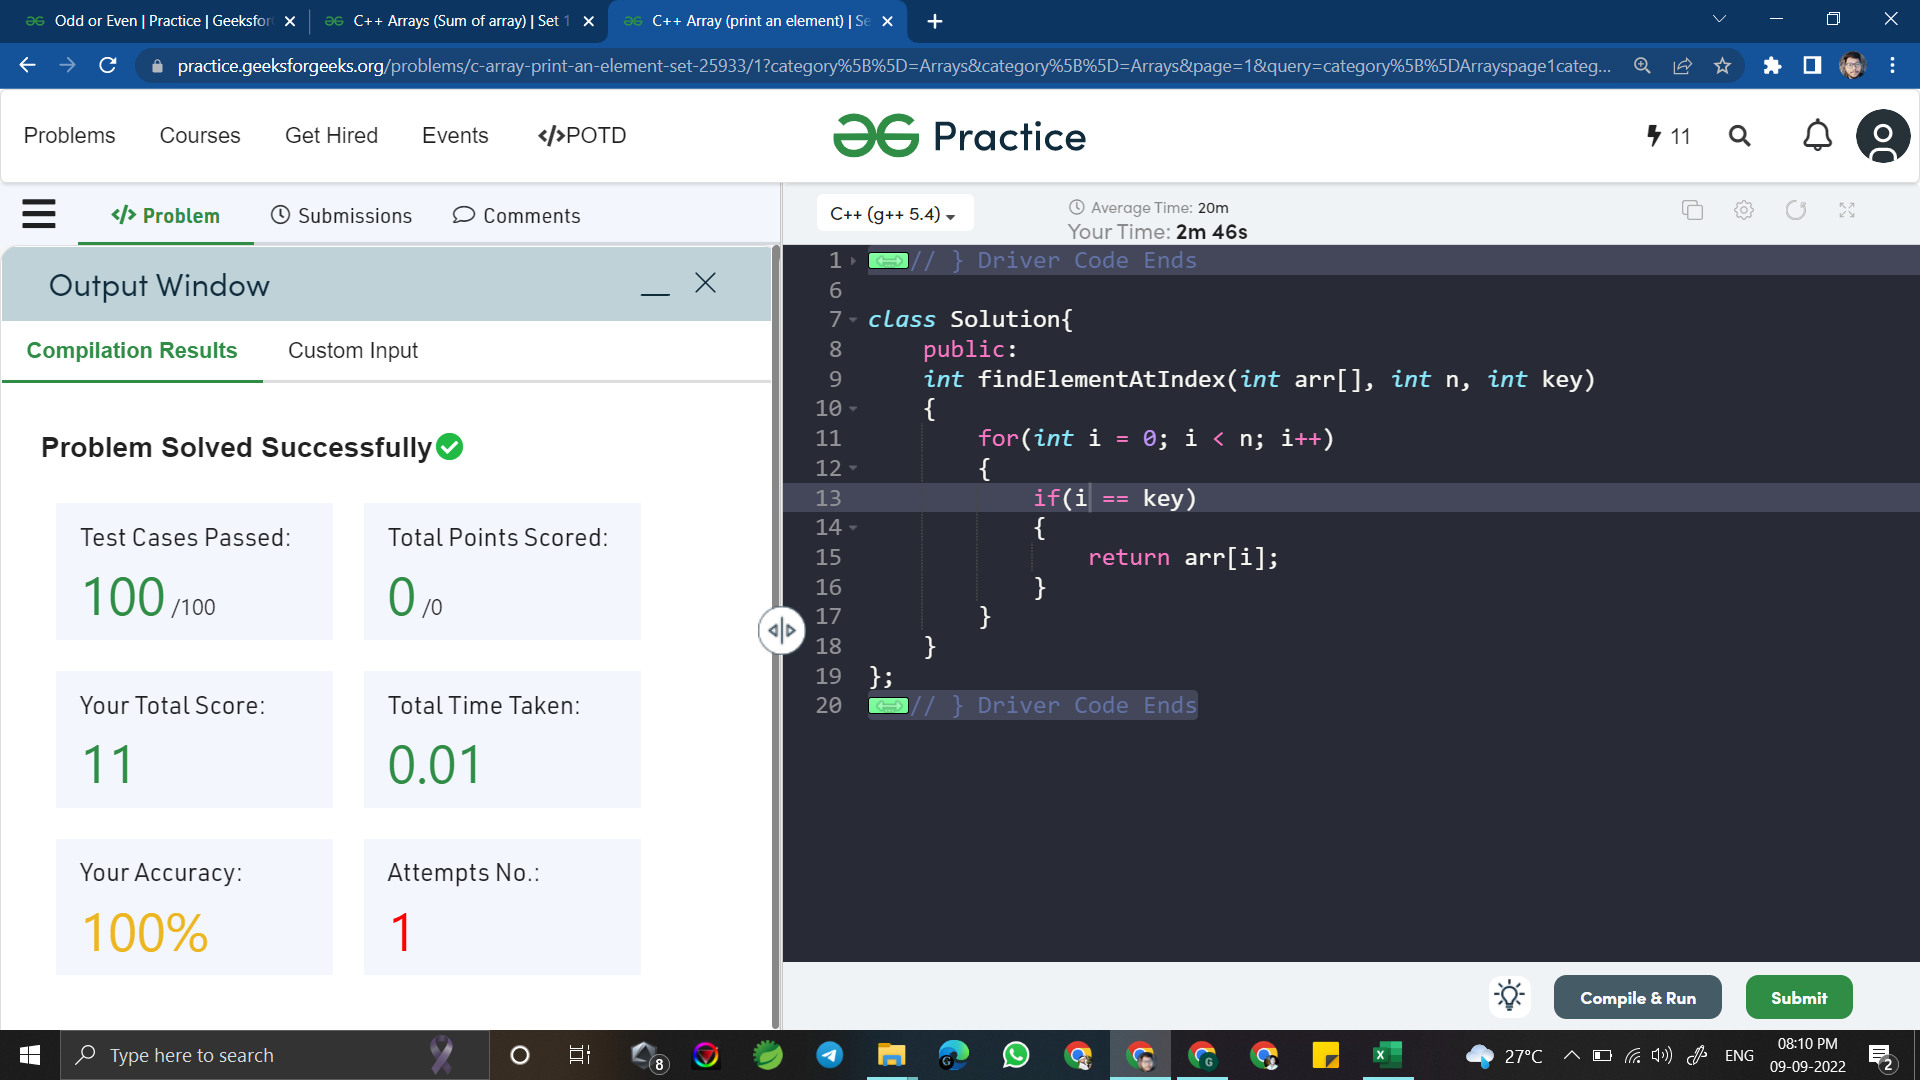 Odd or Even | Practice | Geeksfor
C++ Arrays (Sum of array) | Set 1
C++ Array (print an element) | Se
practice.geeksforgeeks.org/problems/c-array-print-an-element-set-25933/1?category%5B%5D=Arrays&category%5B%5D=Arrays&page=1&query=category%5B%5DArrayspage1categ...
Problems Courses Get Hired Events </>POTD
Practice
11
</> Problem Submissions Comments
C++ (g++ 5.4)
Average Time: 20m
Your Time: 2m 46s
Output Window
Compilation Results Custom Input
Problem Solved Successfully
Test Cases Passed:
100 /100
Total Points Scored:
0 /0
Your Total Score:
11
Total Time Taken:
0.01
Your Accuracy:
100%
Attempts No.:
1
1 // } Driver Code Ends
6
7 class Solution{
8 public:
9 int findElementAtIndex(int arr[], int n, int key)
10 {
11 for(int i = 0; i < n; i++)
12 {
13 if(i == key)
14 {
15 return arr[i];
16 }
17 }
18 }
19 };
20 // } Driver Code Ends
Compile & Run
Submit
Type here to search
8
G
G
27°C
ENG
08:10 PM
09-09-2022
2